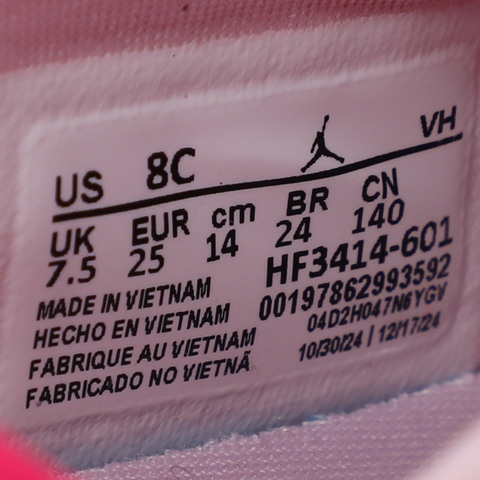 US 8C VH
UK EUR cm BR CN
7.5 25 14 24 140
HF3414-601
MADE IN VIETNAM 00197862993592
HECHO EN VIETNAM 04D2H047N6YGV
FABRIQUE AU VIETNAM 10/30/24 | 12/17/24
FABRICADO NO VIETNÃ